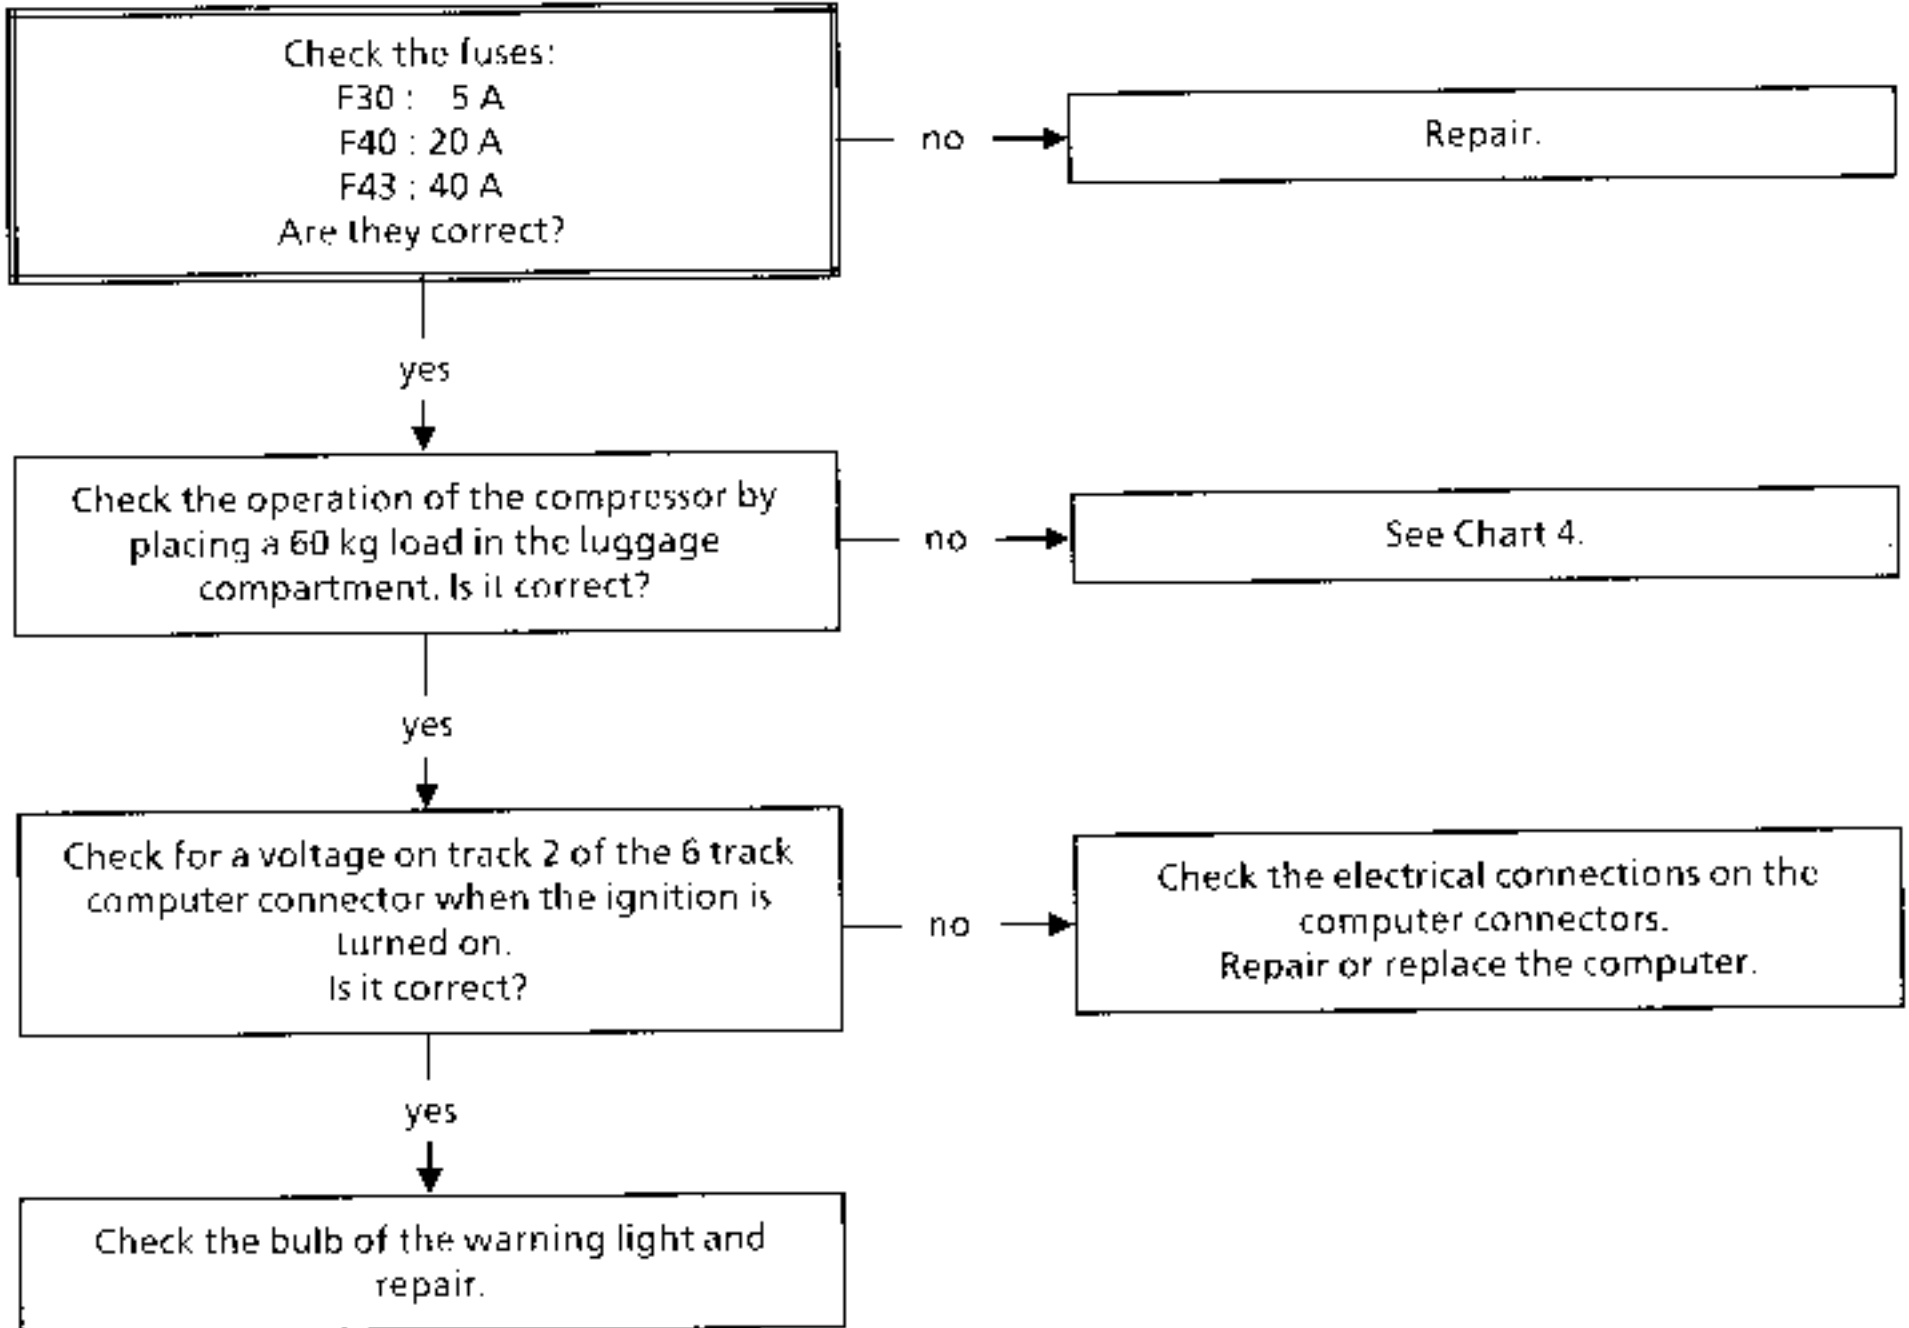 Check the fuses:
F30 : 5 A
F40 : 20 A
F43 : 40 A
Are they correct?
no
Repair.
yes
Check the operation of the compressor by
placing a 60 kg load in the luggage
compartment. Is it correct?
no
See Chart 4.
yes
Check for a voltage on track 2 of the 6 track
computer connector when the ignition is
turned on.
Is it correct?
no
Check the electrical connections on the
computer connectors.
Repair or replace the computer.
yes
Check the bulb of the warning light and
repair.